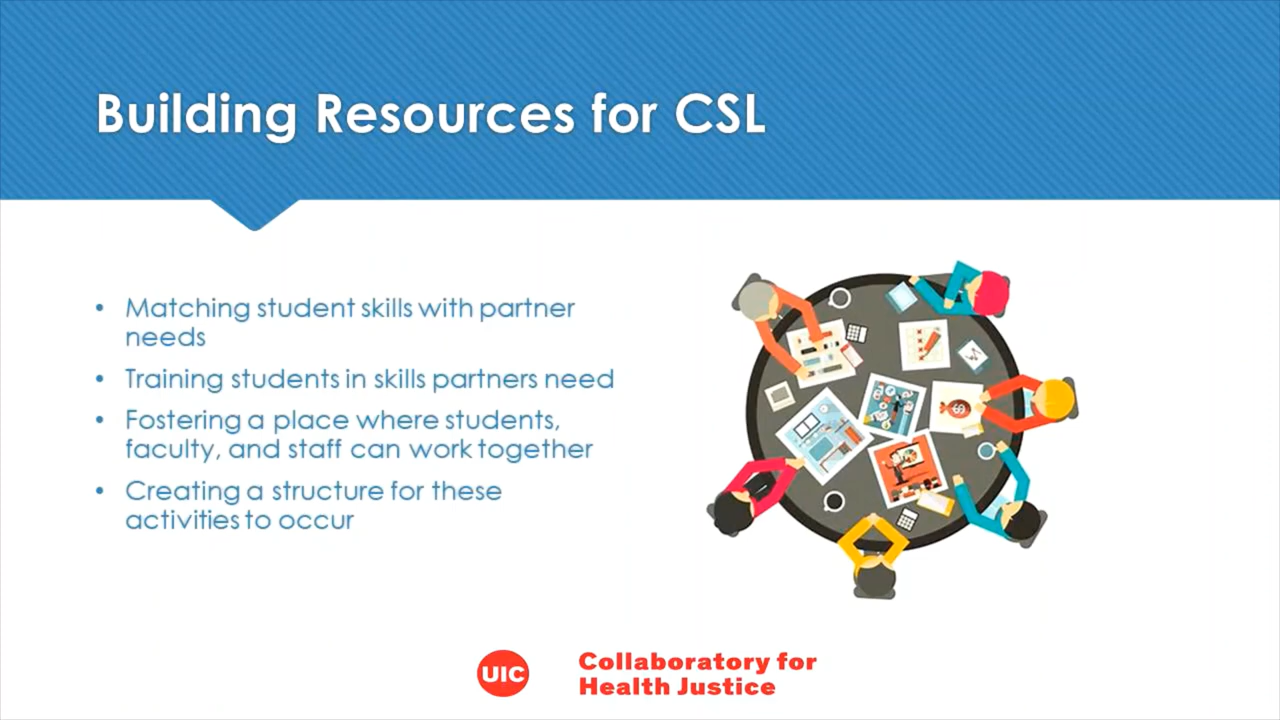 Building Resources for CSL
• Matching student skills with partner
needs
• Training students in skills partners need
• Fostering a place where students,
faculty, and staff can work together
• Creating a structure for these
activities to occur
UIC
Collaboratory for
Health Justice